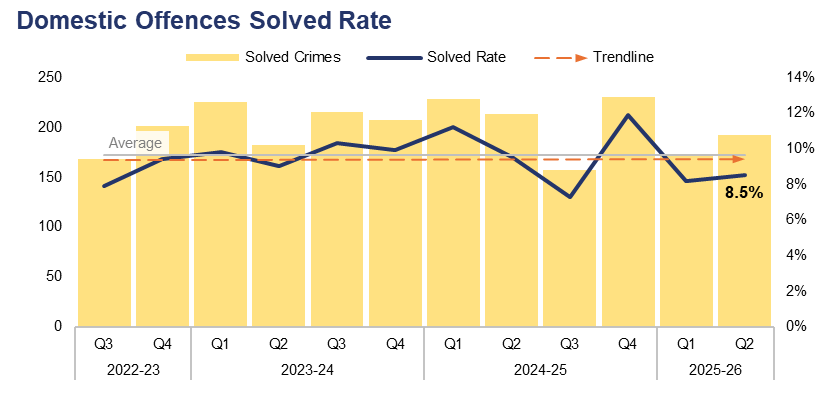 Domestic Offences Solved Rate
Solved Crimes Solved Rate Trendline
250 14%
12%
200
Average 10%
150 8%
8.5%
100 6%
4%
50
2%
0 0%
Q3 Q4 Q1 Q2 Q3 Q4 Q1 Q2 Q3 Q4 Q1 Q2
2022-23 2023-24 2024-25 2025-26